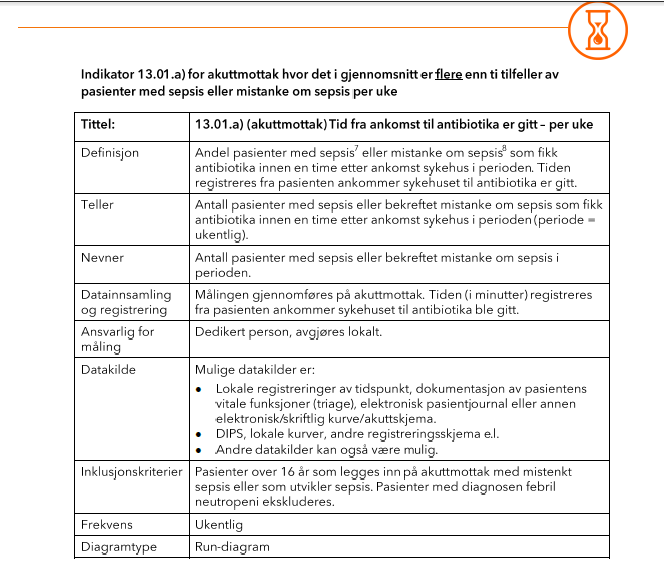 Indikator 13.01.a) for akuttmottak hvor det i gjennomsnitt er flere enn ti tilfeller av
pasienter med sepsis eller mistanke om sepsis per uke
Tittel: 13.01.a) (akuttmottak) Tid fra ankomst til antibiotika er gitt – per uke
Definisjon Andel pasienter med sepsis⁷ eller mistanke om sepsis⁸ som fikk
antibiotika innen en time etter ankomst sykehus i perioden. Tiden
registreres fra pasienten ankommer sykehuset til antibiotika er gitt.
Teller Antall pasienter med sepsis eller bekreftet mistanke om sepsis som fikk
antibiotika innen en time etter ankomst sykehus i perioden (periode =
ukentlig).
Nevner Antall pasienter med sepsis eller bekreftet mistanke om sepsis i
perioden.
Datainnsamling Målingen gjennomføres på akuttmottak. Tiden (i minutter) registreres
og registrering fra pasienten ankommer sykehuset til antibiotika ble gitt.
Ansvarlig for Dedikert person, avgjøres lokalt.
måling
Datakilde Mulige datakilder er:
• Lokale registreringer av tidspunkt, dokumentasjon av pasientens
vitale funksjoner (triage), elektronisk pasientjournal eller annen
elektronisk/skriftlig kurve/akuttskjema.
• DIPS, lokale kurver, andre registreringsskjema e.l.
• Andre datakilder kan også være mulig.
Inklusjonskriterier Pasienter over 16 år som legges inn på akuttmottak med mistenkt
sepsis eller som utvikler sepsis. Pasienter med diagnosen febril
neutropeni ekskluderes.
Frekvens Ukentlig
Diagramtype Run-diagram